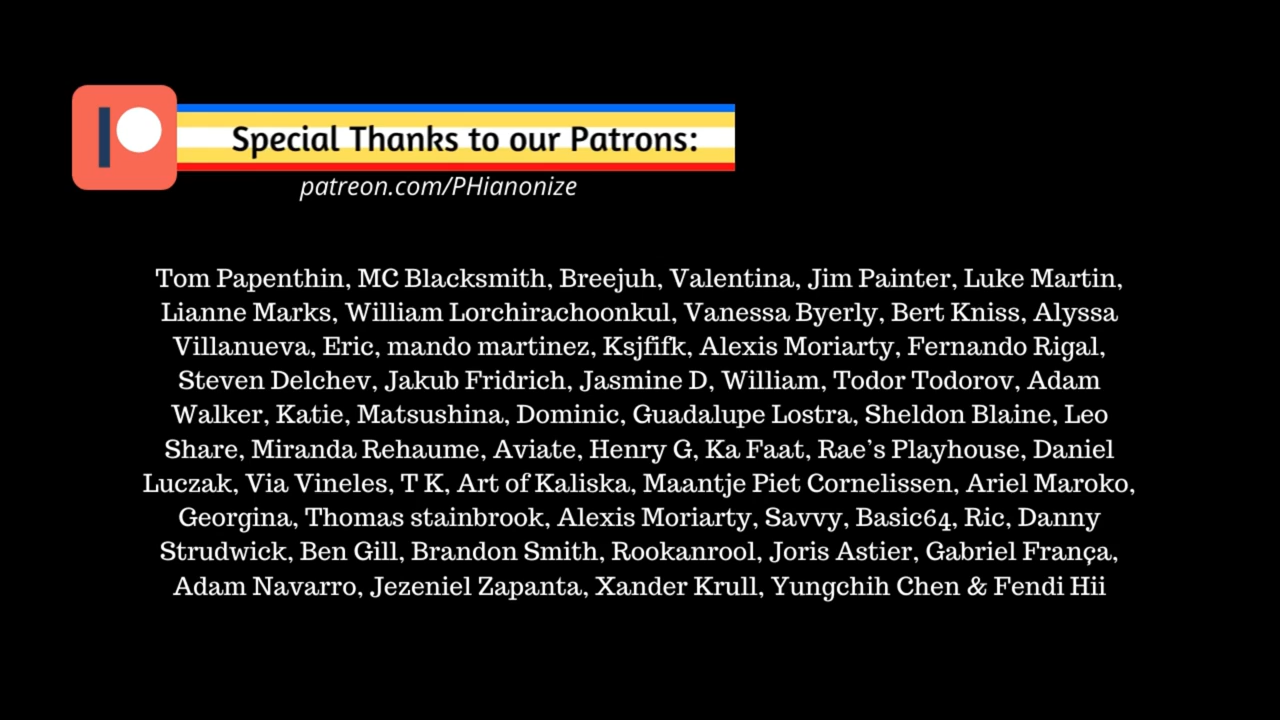 Special Thanks to our Patrons:
patreon.com/PHianonize
Tom Papenthin, MC Blacksmith, Breejuh, Valentina, Jim Painter, Luke Martin,
Lianne Marks, William Lorchirachoonkul, Vanessa Byerly, Bert Kniss, Alyssa
Villanueva, Eric, mando martinez, Ksjfifk, Alexis Moriarty, Fernando Rigal,
Steven Delchev, Jakub Fridrich, Jasmine D, William, Todor Todorov, Adam
Walker, Katie, Matsushina, Dominic, Guadalupe Lostra, Sheldon Blaine, Leo
Share, Miranda Rehaume, Aviate, Henry G, Ka Faat, Rae’s Playhouse, Daniel
Luczak, Via Vineles, T K, Art of Kaliska, Maantje Piet Cornelissen, Ariel Maroko,
Georgina, Thomas stainbrook, Alexis Moriarty, Savvy, Basic64, Ric, Danny
Strudwick, Ben Gill, Brandon Smith, Rookanrool, Joris Astier, Gabriel França,
Adam Navarro, Jezeniel Zapanta, Xander Krull, Yungchih Chen & Fendi Hii